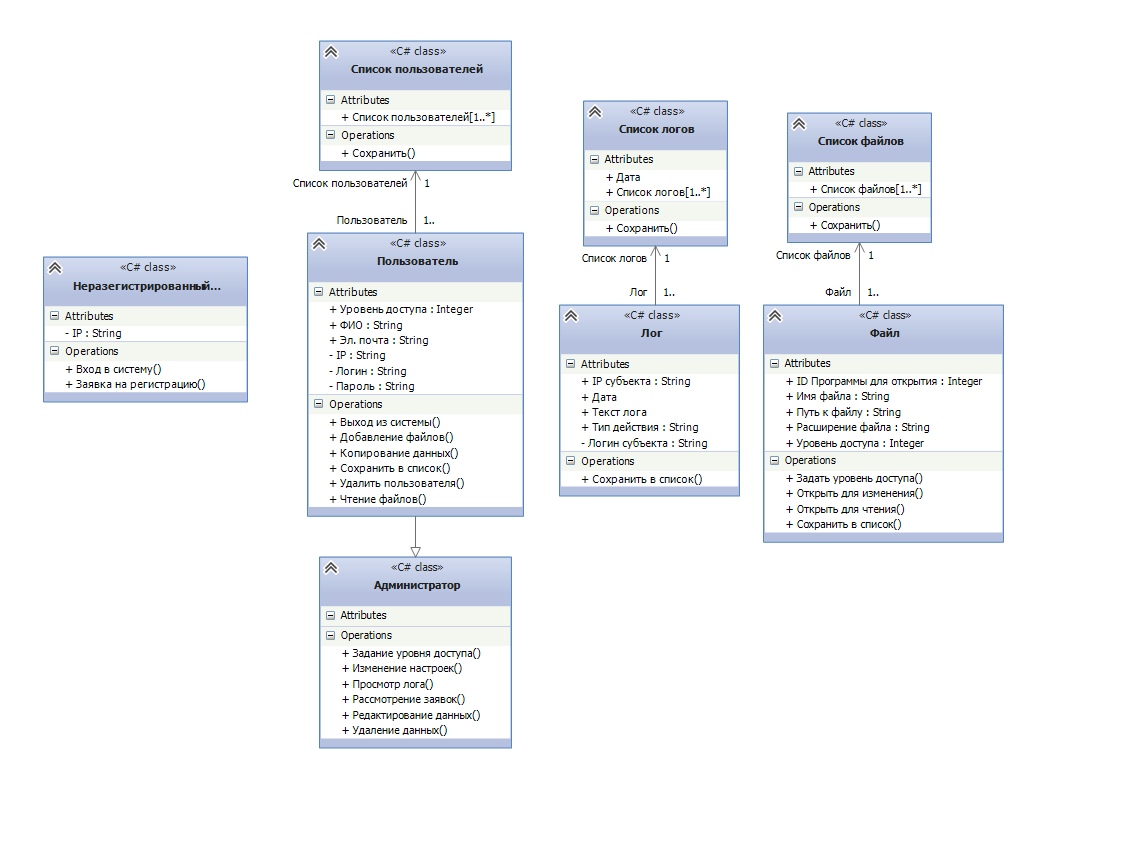 «C# class»
Список пользователей
Attributes
+ Список пользователей[1..*]
Operations
+ Сохранить()
Список пользователей 1
Пользователь 1..
«C# class»
Список логов
Attributes
+ Дата
+ Список логов[1..*]
Operations
+ Сохранить()
Список логов 1
Лог 1..
«C# class»
Список файлов
Attributes
+ Список файлов[1..*]
Operations
+ Сохранить()
Список файлов 1
Файл 1..
«C# class»
Неразегистрированный...
Attributes
- IP : String
Operations
+ Вход в систему()
+ Заявка на регистрацию()
«C# class»
Пользователь
Attributes
+ Уровень доступа : Integer
+ ФИО : String
+ Эл. почта : String
- IP : String
- Логин : String
- Пароль : String
Operations
+ Выход из системы()
+ Добавление файлов()
+ Копирование данных()
+ Сохранить в список()
+ Удалить пользователя()
+ Чтение файлов()
«C# class»
Лог
Attributes
+ IP субъекта : String
+ Дата
+ Текст лога
+ Тип действия : String
- Логин субъекта : String
Operations
+ Сохранить в список()
«C# class»
Файл
Attributes
+ ID Программы для открытия : Integer
+ Имя файла : String
+ Путь к файлу : String
+ Расширение файла : String
+ Уровень доступа : Integer
Operations
+ Задать уровень доступа()
+ Открыть для изменения()
+ Открыть для чтения()
+ Сохранить в список()
«C# class»
Администратор
Attributes
Operations
+ Задание уровня доступа()
+ Изменение настроек()
+ Просмотр лога()
+ Рассмотрение заявок()
+ Редактирование данных()
+ Удаление данных()